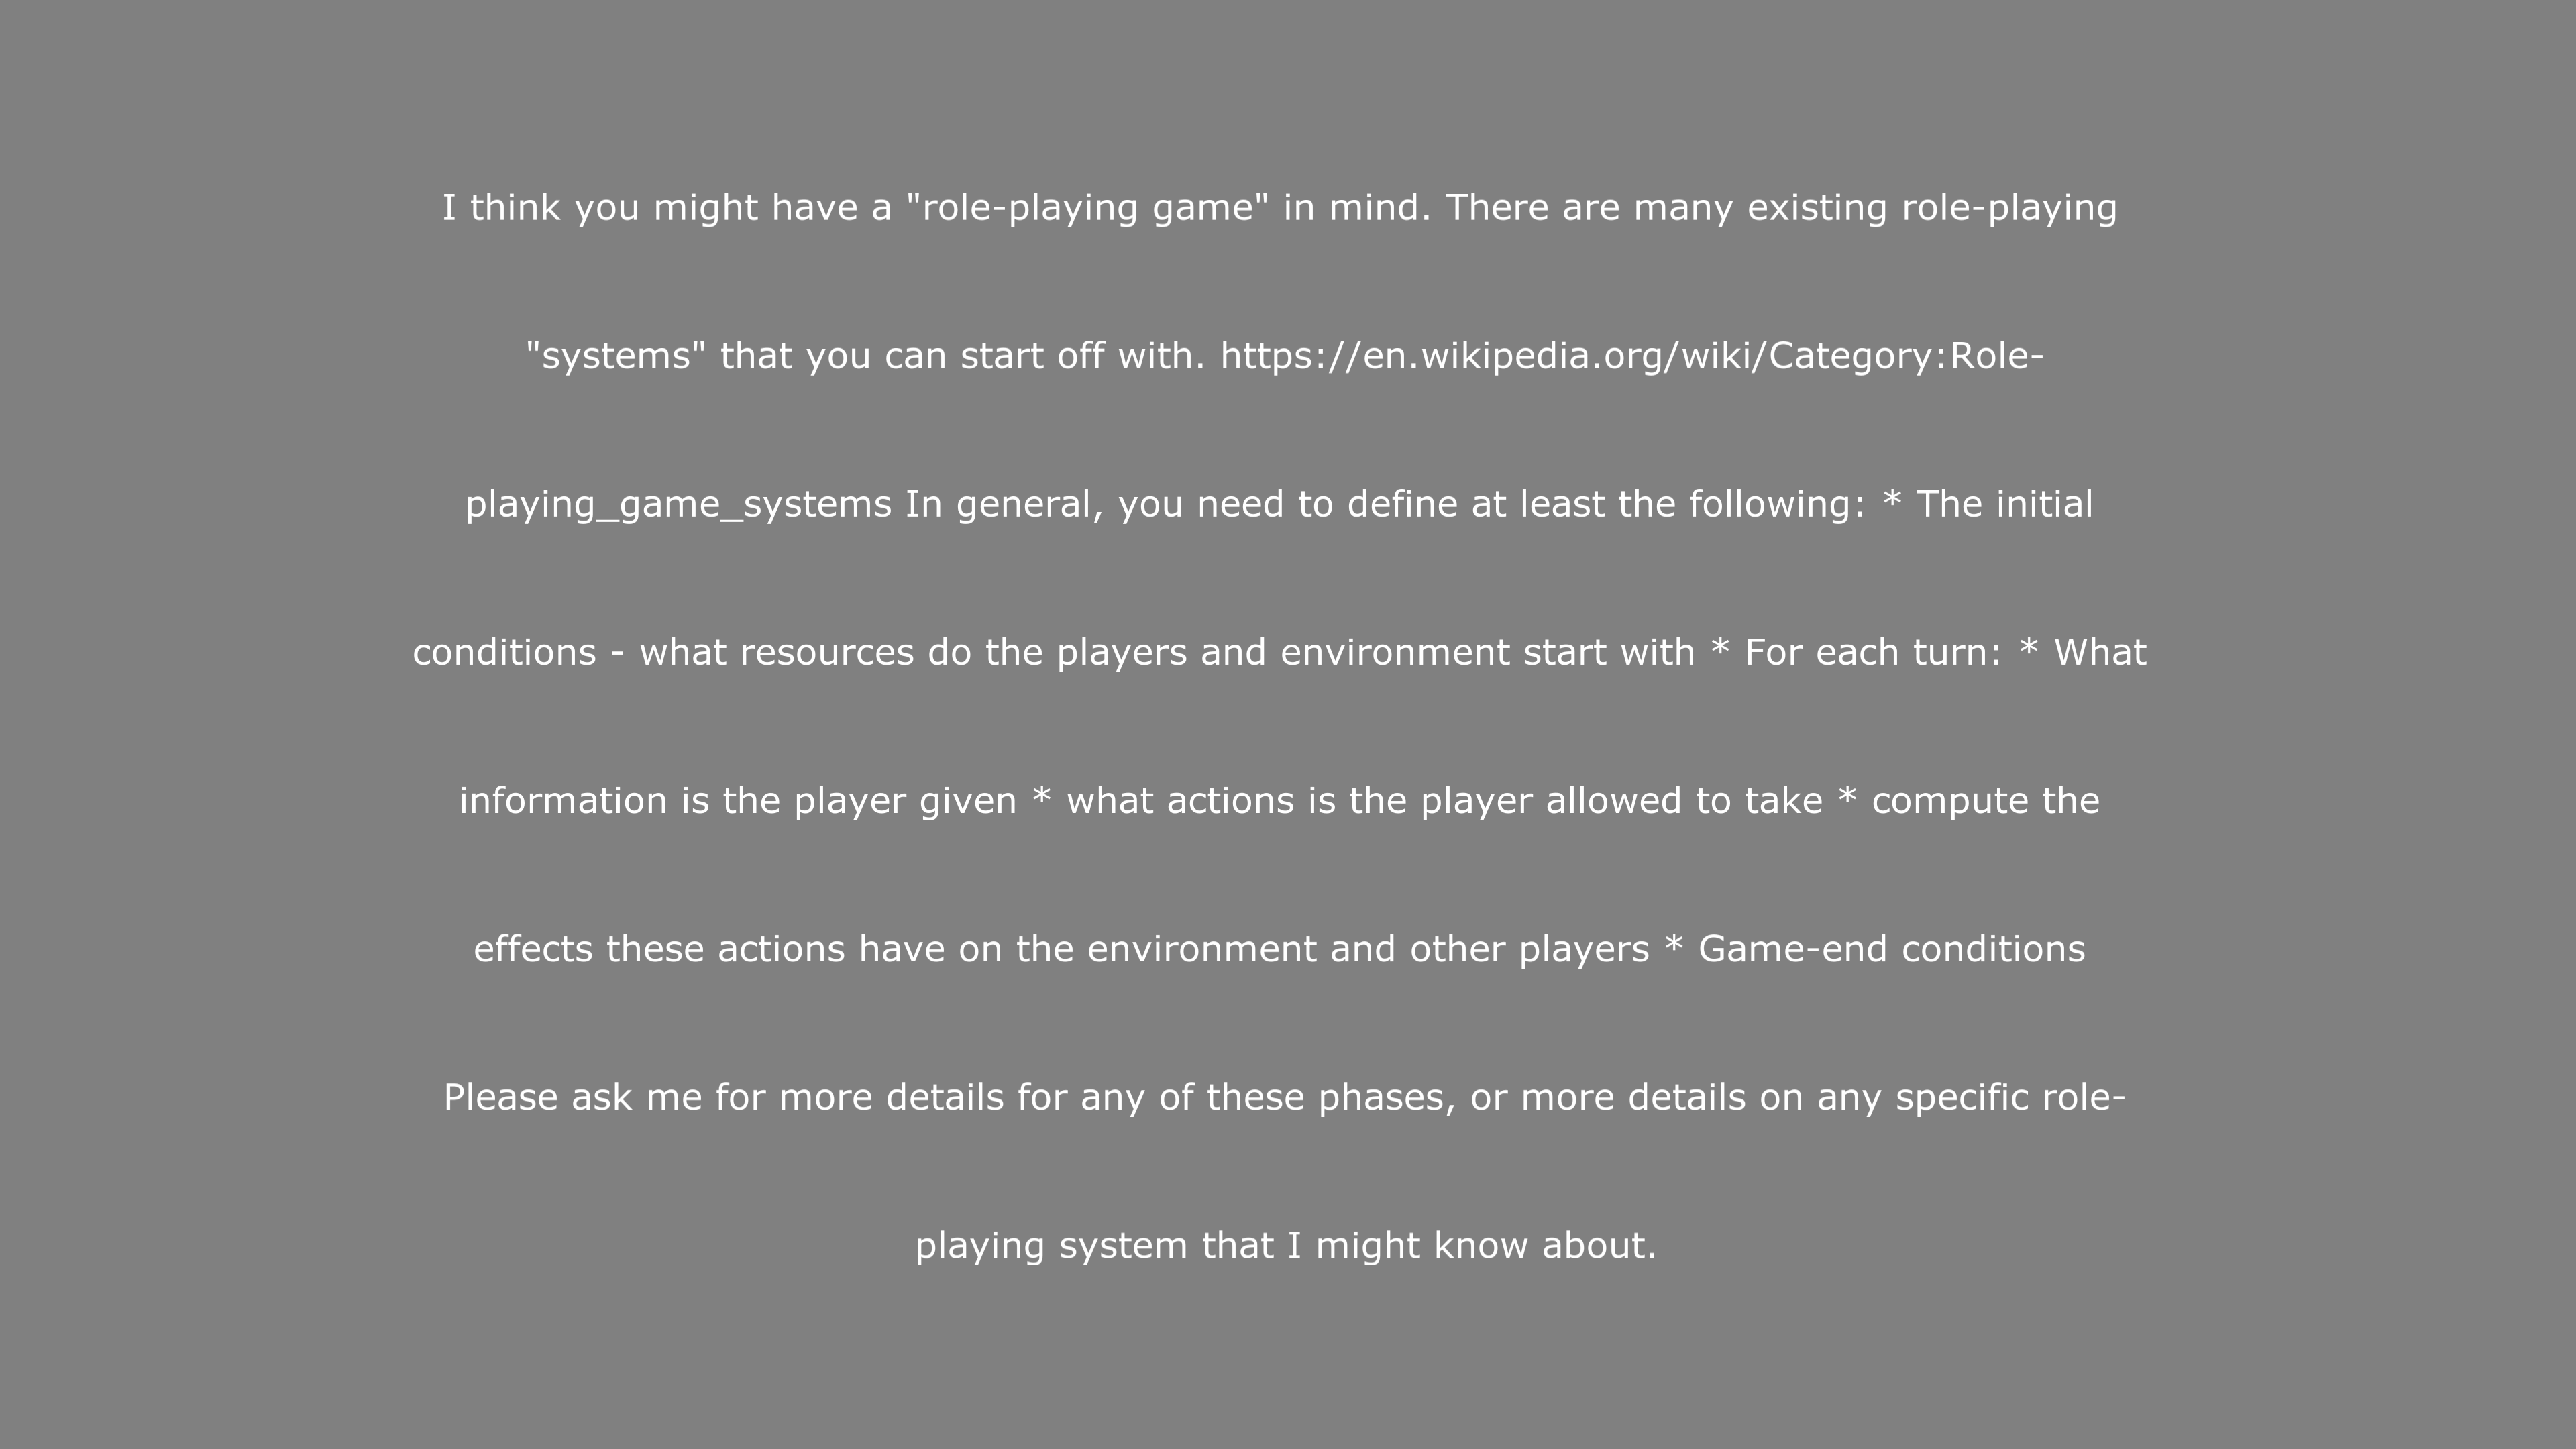 I think you might have a "role-playing game" in mind. There are many existing role-playing
"systems" that you can start off with. https://en.wikipedia.org/wiki/Category:Role-
playing_game_systems In general, you need to define at least the following: * The initial
conditions - what resources do the players and environment start with * For each turn: * What
information is the player given * what actions is the player allowed to take * compute the
effects these actions have on the environment and other players * Game-end conditions
Please ask me for more details for any of these phases, or more details on any specific role-
playing system that I might know about.